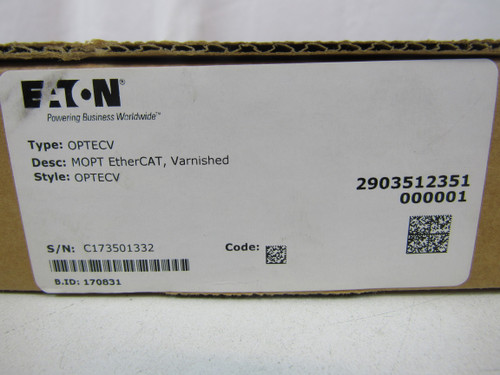 EATON®
Powering Business Worldwide™
Type: OPTECV
Desc: MOPT EtherCAT, Varnished
Style: OPTECV
2903512351
000001
S/N: C173501332
Code:
B.ID: 170831